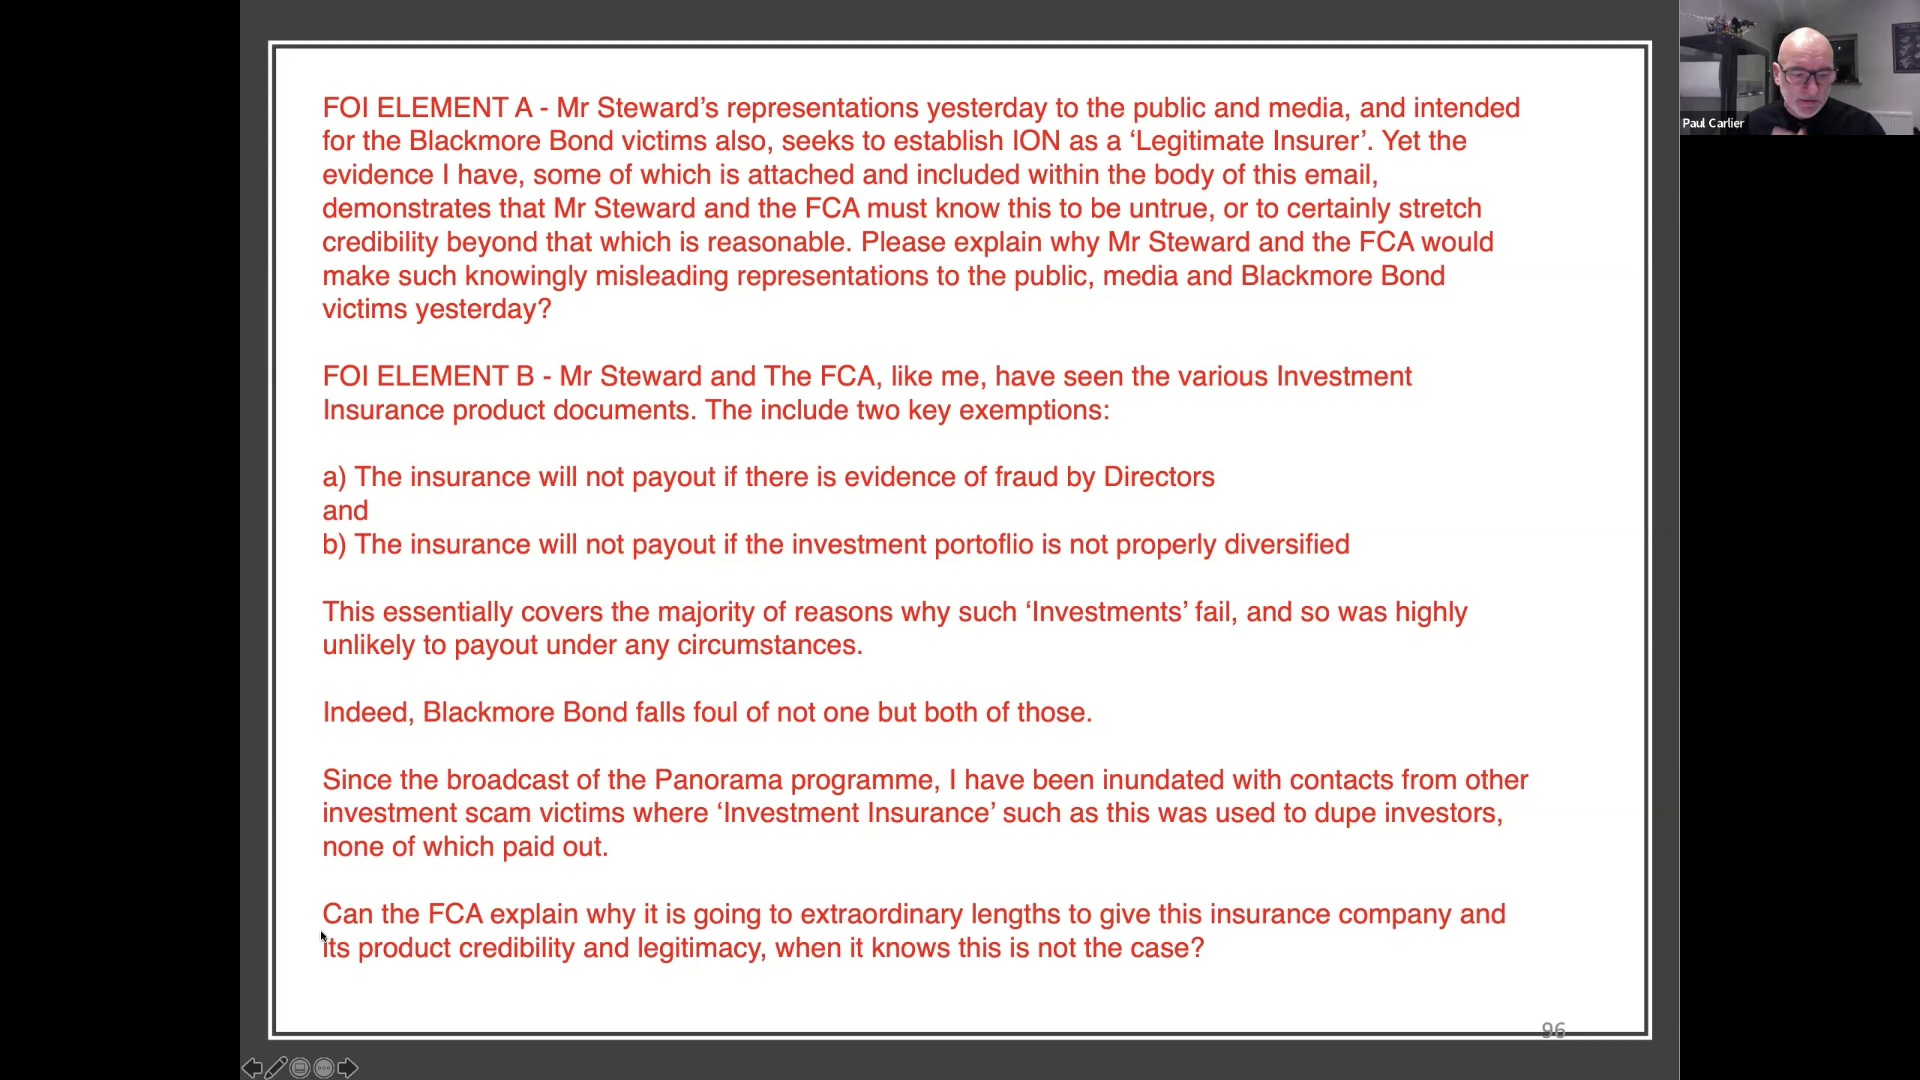 FOI ELEMENT A - Mr Steward’s representations yesterday to the public and media, and intended
for the Blackmore Bond victims also, seeks to establish ION as a ‘Legitimate Insurer’. Yet the
evidence I have, some of which is attached and included within the body of this email,
demonstrates that Mr Steward and the FCA must know this to be untrue, or to certainly stretch
credibility beyond that which is reasonable. Please explain why Mr Steward and the FCA would
make such knowingly misleading representations to the public, media and Blackmore Bond
victims yesterday?
FOI ELEMENT B - Mr Steward and The FCA, like me, have seen the various Investment
Insurance product documents. The include two key exemptions:
a) The insurance will not payout if there is evidence of fraud by Directors
and
b) The insurance will not payout if the investment portoflio is not properly diversified
This essentially covers the majority of reasons why such ‘Investments’ fail, and so was highly
unlikely to payout under any circumstances.
Indeed, Blackmore Bond falls foul of not one but both of those.
Since the broadcast of the Panorama programme, I have been inundated with contacts from other
investment scam victims where ‘Investment Insurance’ such as this was used to dupe investors,
none of which paid out.
Can the FCA explain why it is going to extraordinary lengths to give this insurance company and
its product credibility and legitimacy, when it knows this is not the case?
96
Paul Carlier